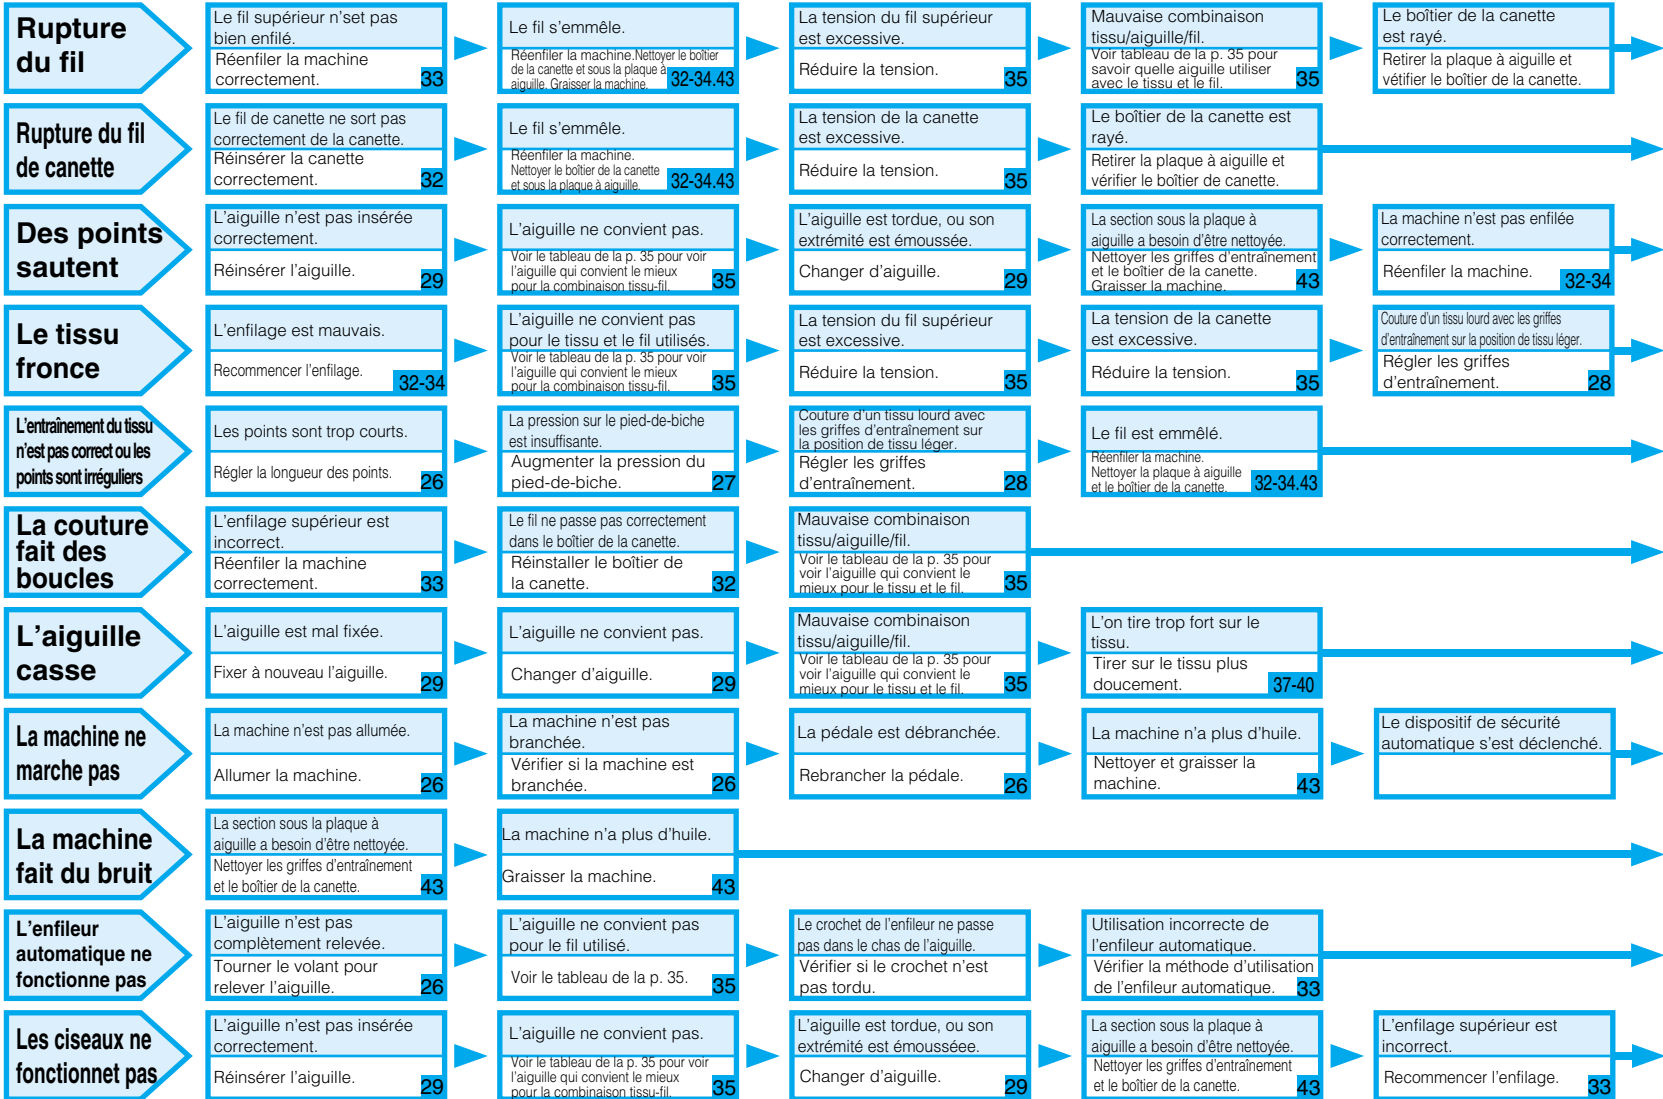 Rupture
du fil
Le fil supérieur n'set pas
bien enfilé.
Réenfiler la machine
correctement.
33
Le fil s'emmêle.
Réenfiler la machine.Nettoyer le boîtier
de la canette et sous la plaque à
aiguille. Graisser la machine.
32-34.43
La tension du fil supérieur
est excessive.
Réduire la tension.
35
Mauvaise combinaison
tissu/aiguille/fil.
Voir tableau de la p. 35 pour
savoir quelle aiguille utiliser
avec le tissu et le fil.
35
Le boîtier de la canette
est rayé.
Retirer la plaque à aiguille et
vétifier le boîtier de la canette.
Rupture du fil
de canette
Le fil de canette ne sort pas
correctement de la canette.
Réinsérer la canette
correctement.
32
Le fil s'emmêle.
Réenfiler la machine.
Nettoyer le boîtier de la canette
et sous la plaque à aiguille.
32-34.43
La tension de la canette
est excessive.
Réduire la tension.
35
Le boîtier de la canette est
rayé.
Retirer la plaque à aiguille et
vérifier le boîtier de canette.
Des points
sautent
L'aiguille n'est pas insérée
correctement.
Réinsérer l'aiguille.
29
L'aiguille ne convient pas.
Voir le tableau de la p. 35 pour voir
l'aiguille qui convient le mieux
pour la combinaison tissu-fil.
35
L'aiguille est tordue, ou son
extrémité est émoussée.
Changer d'aiguille.
29
La section sous la plaque à
aiguille a besoin d'être nettoyée.
Nettoyer les griffes d'entraînement
et le boîtier de la canette.
Graisser la machine.
43
La machine n'est pas enfilée
correctement.
Réenfiler la machine.
32-34
Le tissu
fronce
L'enfilage est mauvais.
Recommencer l'enfilage.
32-34
L'aiguille ne convient pas
pour le tissu et le fil utilisés.
Voir le tableau de la p. 35 pour voir
l'aiguille qui convient le mieux
pour la combinaison tissu-fil.
35
La tension du fil supérieur
est excessive.
Réduire la tension.
35
La tension de la canette
est excessive.
Réduire la tension.
35
Couture d'un tissu lourd avec les griffes
d'entraînement sur la position de tissu léger.
Régler les griffes
d'entraînement.
28
L'entraînement du tissu
n'est pas correct ou les
points sont irréguliers
Les points sont trop courts.
Régler la longueur des points.
26
La pression sur le pied-de-biche
est insuffisante.
Augmenter la pression du
pied-de-biche.
27
Couture d'un tissu lourd avec
les griffes d'entraînement sur
la position de tissu léger.
Régler les griffes
d'entraînement.
28
Le fil est emmêlé.
Réenfiler la machine.
Nettoyer la plaque à aiguille
et le boîtier de la canette.
32-34.43
La couture
fait des
boucles
L'enfilage supérieur est
incorrect.
Réenfiler la machine
correctement.
33
Le fil ne passe pas correctement
dans le boîtier de la canette.
Réinstaller le boîtier de
la canette.
32
Mauvaise combinaison
tissu/aiguille/fil.
Voir le tableau de la p. 35 pour
voir l'aiguille qui convient le
mieux pour le tissu et le fil.
35
L'aiguille
casse
L'aiguille est mal fixée.
Fixer à nouveau l'aiguille.
29
L'aiguille ne convient pas.
Changer d'aiguille.
29
Mauvaise combinaison
tissu/aiguille/fil.
Voir le tableau de la p. 35 pour
voir l'aiguille qui convient le
mieux pour le tissu et le fil.
35
L'on tire trop fort sur le
tissu.
Tirer sur le tissu plus
doucement.
37-40
La machine ne
marche pas
La machine n'est pas allumée.
Allumer la machine.
26
La machine n'est pas
branchée.
Vérifier si la machine est
branchée.
26
La pédale est débranchée.
Rebrancher la pédale.
26
La machine n'a plus d'huile.
Nettoyer et graisser la
machine.
43
Le dispositif de sécurité
automatique s'est déclenché.
La machine
fait du bruit
La section sous la plaque à
aiguille a besoin d'être nettoyée.
Nettoyer les griffes d'entraînement
et le boîtier de la canette.
43
La machine n'a plus d'huile.
Graisser la machine.
43
L'enfileur
automatique ne
fonctionne pas
L'aiguille n'est pas
complètement relevée.
Tourner le volant pour
relever l'aiguille.
26
L'aiguille ne convient pas
pour le fil utilisé.
Voir le tableau de la p. 35.
35
Le crochet de l'enfileur ne passe
pas dans le chas de l'aiguille.
Vérifier si le crochet n'est
pas tordu.
Utilisation incorrecte de
l'enfileur automatique.
Vérifier la méthode d'utilisation
de l'enfileur automatique.
33
Les ciseaux ne
fonctionnet pas
L'aiguille n'est pas insérée
correctement.
Réinsérer l'aiguille.
29
L'aiguille ne convient pas.
Voir le tableau de la p. 35 pour voir
l'aiguille qui convient le mieux
pour la combinaison tissu-fil.
35
L'aiguille est tordue, ou son
extrémité est émousséee.
Changer d'aiguille.
29
La section sous la plaque à
aiguille a besoin d'être nettoyée.
Nettoyer les griffes d'entraînement
et le boîtier de la canette.
43
L'enfilage supérieur est
incorrect.
Recommencer l'enfilage.
33